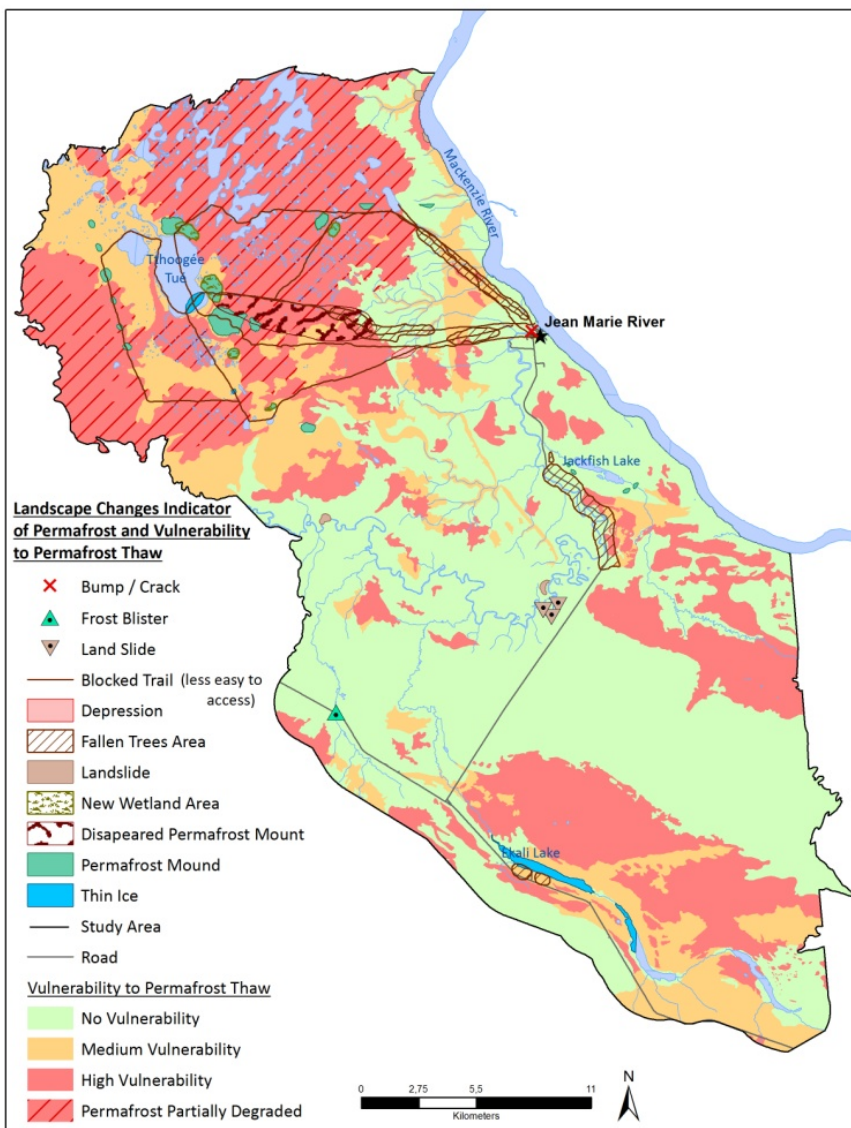 Mackenzie River
Tthoogée
Tué
Jean Marie River
Jackfish Lake
Landscape Changes Indicator
of Permafrost and Vulnerability
to Permafrost Thaw
Bump / Crack
Frost Blister
Land Slide
Blocked Trail (less easy to
access)
Depression
Fallen Trees Area
Landslide
New Wetland Area
Disapeared Permafrost Mount
Permafrost Mound
Thin Ice
Study Area
Road
Ekali Lake
Vulnerability to Permafrost Thaw
No Vulnerability
Medium Vulnerability
High Vulnerability
Permafrost Partially Degraded
0 2,75 5,5 11
Kilometers
N